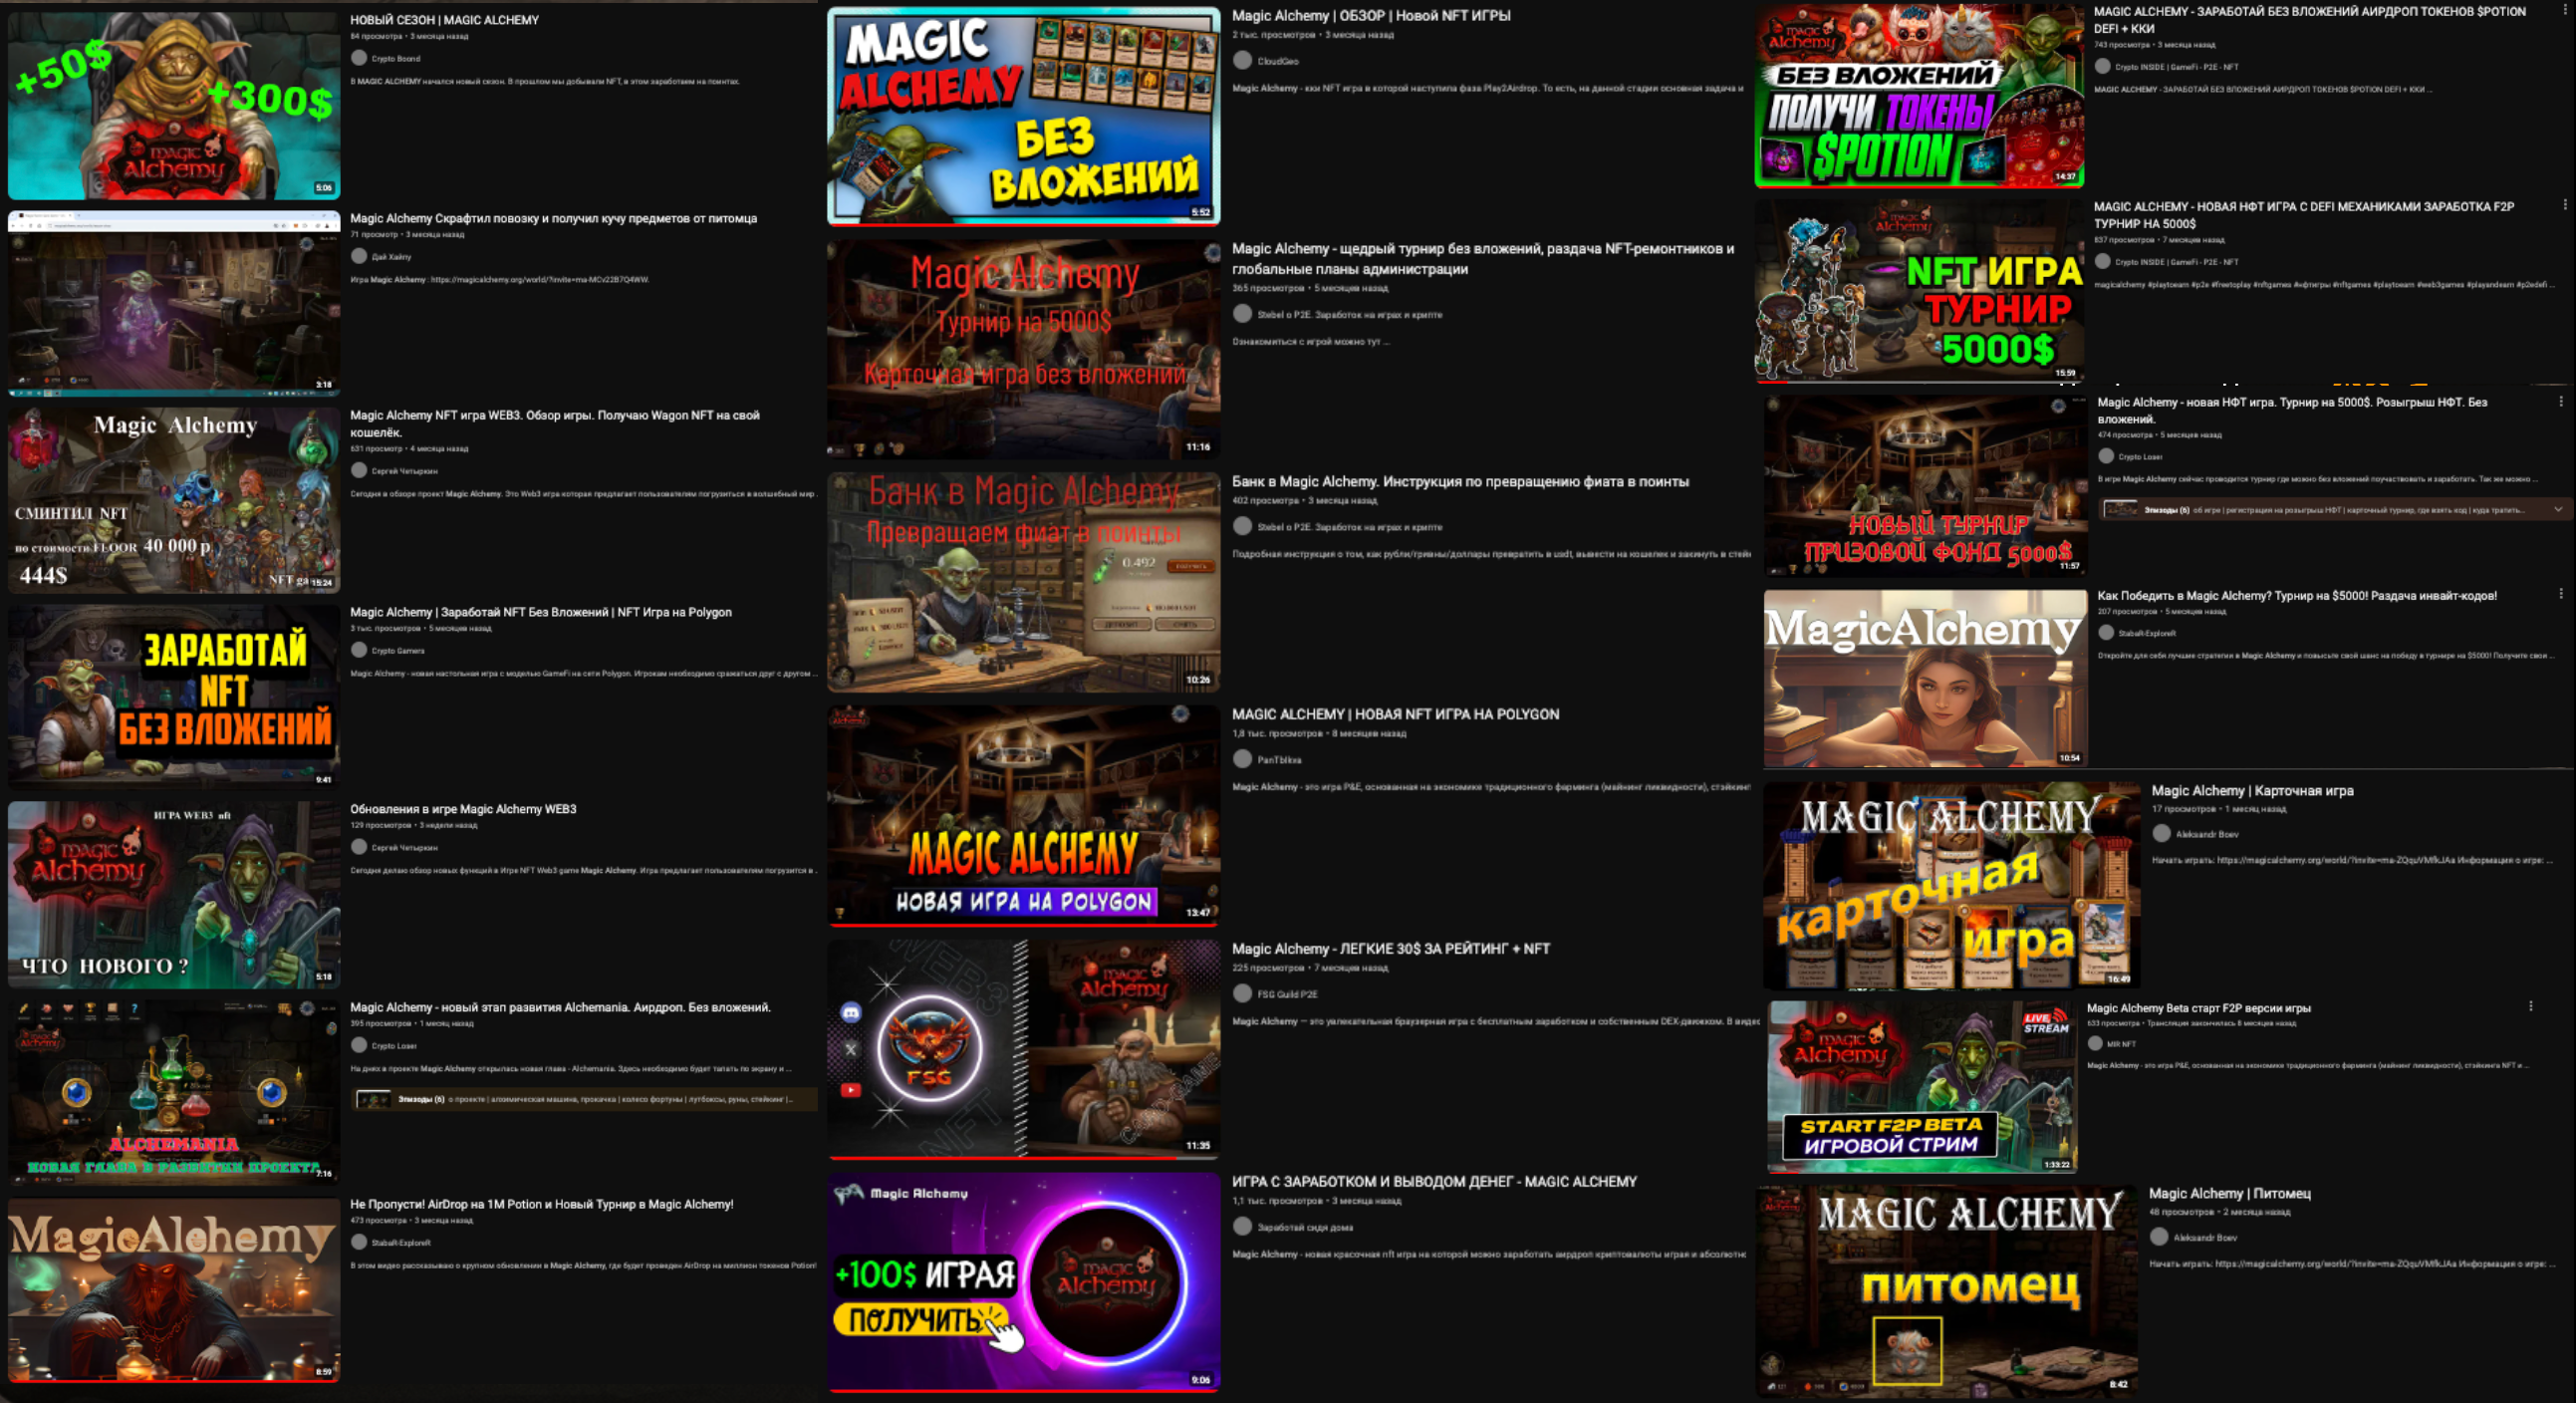 +50$
+300$
MAGIC
Alchemy
5:06
НОВЫЙ СЕЗОН | MAGIC ALCHEMY
84 просмотра • 3 месяца назад
Crypto Boond
В MAGIC ALCHEMY начался новый сезон. В прошлом мы добывали NFT, в этом заработаем на поинтах.
3:18
Magic Alchemy Скрафтил повозку и получил кучу предметов от питомца
71 просмотр • 3 месяца назад
Дай Хайпу
Игра Magic Alchemy :
Magic Alchemy
СМИНТИЛ NFT
по стоимости FLOOR 40 000 р
444$
15:24
Magic Alchemy NFT игра WEB3. Обзор игры. Получаю Wagon NFT на свой
кошелёк.
631 просмотр • 4 месяца назад
Сергей Четыркин
Сегодня в обзоре проект Magic Alchemy. Это Web3 игра которая предлагает пользователям погрузиться в волшебный мир
ЗАРАБОТАЙ
NFT
БЕЗ ВЛОЖЕНИЙ
9:41
Magic Alchemy | Заработай NFT Без Вложений | NFT Игра на Polygon
3 тыс. просмотров • 5 месяцев назад
Crypto Gamers
Magic Alchemy - новая настольная игра с моделью GameFi на сети Polygon. Игрокам необходимо сражаться друг с другом ...
ИГРА WEB3 nft
MAGIC
Alchemy
ЧТО НОВОГО ?
5:18
Обновления в игре Magic Alchemy WEB3
129 просмотров • 3 недели назад
Сергей Четыркин
Сегодня делаю обзор новых функций в Игре NFT Web3 game Magic Alchemy. Игра предлагает пользователям погрузится в
ALCHEMANIA
НОВАЯ ГЛАВА В РАЗВИТИИ ПРОЕКТА
7:16
Magic Alchemy - новый этап развития Alchemania. Аирдроп. Без вложений.
395 просмотров • 1 месяц назад
Crypto Loser
На днях в проекте Magic Alchemy открылась новая глава - Alchemania. Здесь необходимо будет тапать по экрану и ...
Эпизоды (6) о проекте | алхимическая машина, прокачка | колесо фортуны | лутбоксы, руны, стейкинг |...
MagicAlchemy
8:59
Не Пропусти! AirDrop на 1M Potion и Новый Турнир в Magic Alchemy!
473 просмотра • 3 месяца назад
StabaR-ExploreR
В этом видео рассказываю о крупном обновлении в Magic Alchemy, где будет проведен AirDrop на миллион токенов Potion!
MAGIC
ALCHEMY
БЕЗ
ВЛОЖЕНИЙ
5:52
Magic Alchemy | ОБЗОР | Новой NFT ИГРЫ
2 тыс. просмотров • 3 месяца назад
CloudGeo
Magic Alchemy - кки NFT игра в которой наступила фаза Play2Airdrop. То есть, на данной стадии основная задача и
Magic Alchemy
Турнир на 5000$
Карточная игра без вложений
11:16
Magic Alchemy - щедрый турнир без вложений, раздача NFT-ремонтников и
глобальные планы администрации
365 просмотров • 5 месяцев назад
Stebel о P2E. Заработок на играх и крипте
Ознакомиться с игрой можно тут ...
Банк в Magic Alchemy.
Превращаем фиат в поинты
0.492
10:26
Банк в Magic Alchemy. Инструкция по превращению фиата в поинты
402 просмотра • 3 месяца назад
Stebel о P2E. Заработок на играх и крипте
Подробная инструкция о том, как рубли/гривны/доллары превратить в usdt, вывести на кошелек и закинуть в
MAGIC ALCHEMY
НОВАЯ ИГРА НА POLYGON
13:47
MAGIC ALCHEMY | НОВАЯ NFT ИГРА НА POLYGON
1,8 тыс. просмотров • 8 месяцев назад
PanTblkva
Magic Alchemy - это игра P&E, основанная на экономике традиционного фарминга (майнинг ликвидности),
WEB3
NFT
FSG
MAGIC
Alchemy
CARD GAME
11:35
Magic Alchemy - ЛЕГКИЕ 30$ ЗА РЕЙТИНГ + NFT
225 просмотров • 7 месяцев назад
FSG Guild P2E
Magic Alchemy — это увлекательная браузерная игра с бесплатным заработком и собственным DEX-движком. В
Magic Alchemy
+100$ ИГРАЯ
ПОЛУЧИТЬ
MAGIC
Alchemy
9:06
ИГРА С ЗАРАБОТКОМ И ВЫВОДОМ ДЕНЕГ - MAGIC ALCHEMY
1,1 тыс. просмотров • 3 месяца назад
Заработай сидя дома
Magic Alchemy - новая красочная nft игра на которой можно заработать аирдроп криптовалюты играя и
MAGIC
Alchemy
БЕЗ ВЛОЖЕНИЙ
ПОЛУЧИ ТОКЕНЫ
$POTION
14:37
MAGIC ALCHEMY - ЗАРАБОТАЙ БЕЗ ВЛОЖЕНИЙ АИРДРОП ТОКЕНОВ $POTION
DEFI + ККИ
743 просмотра • 3 месяца назад
Crypto INSIDE | GameFi - P2E - NFT
MAGIC ALCHEMY - ЗАРАБОТАЙ БЕЗ ВЛОЖЕНИЙ АИРДРОП ТОКЕНОВ $POTION DEFI + ККИ ...
MAGIC
Alchemy
NFT ИГРА
ТУРНИР
5000$
15:59
MAGIC ALCHEMY - НОВАЯ НФТ ИГРА С DEFI МЕХАНИКАМИ ЗАРАБОТКА F2P
ТУРНИР НА 5000$
837 просмотров • 7 месяцев назад
Crypto INSIDE | GameFi - P2E - NFT
magicalchemy #playtoearn #p2e #freetoplay #nftgames #нфтигры #nftgames #playtoearn #web3games #playandearn #p2edefi ...
НОВЫЙ ТУРНИР
ПРИЗОВОЙ ФОНД 5000$
11:57
Magic Alchemy - новая НФТ игра. Турнир на 5000$. Розыгрыш НФТ. Без
вложений.
474 просмотра • 5 месяцев назад
Crypto Loser
В игре Magic Alchemy сейчас проводится турнир где можно без вложений поучаствовать и заработать. Так же можно ...
Эпизоды (6) об игре | регистрация на розыгрыш НФТ | карточный турнир, где взять код | куда тратить...
MagicAlchemy
10:54
Как Победить в Magic Alchemy? Турнир на $5000! Раздача инвайт-кодов!
207 просмотров • 5 месяцев назад
StabaR-ExploreR
Откройте для себя лучшие стратегии в Magic Alchemy и повысьте свой шанс на победу в турнире на $5000! Получите свои ...
MAGIC ALCHEMY
карточная
игра
16:49
Magic Alchemy | Карточная игра
17 просмотров • 1 месяц назад
Aleksandr Boev
Начать играть: Информация о игре: ...
MAGIC
Alchemy
LIVE
STREAM
START F2P BETA
ИГРОВОЙ СТРИМ
1:33:22
Magic Alchemy Beta старт F2P версии игры
633 просмотра • Трансляция закончилась 8 месяцев назад
MIR NFT
Magic Alchemy - это игра P&E, основанная на экономике традиционного фарминга (майнинг ликвидности), стэйкинга NFT и ...
MAGIC ALCHEMY
питомец
8:42
Magic Alchemy | Питомец
48 просмотров • 2 месяца назад
Aleksandr Boev
Начать играть: Информация о игре: ...